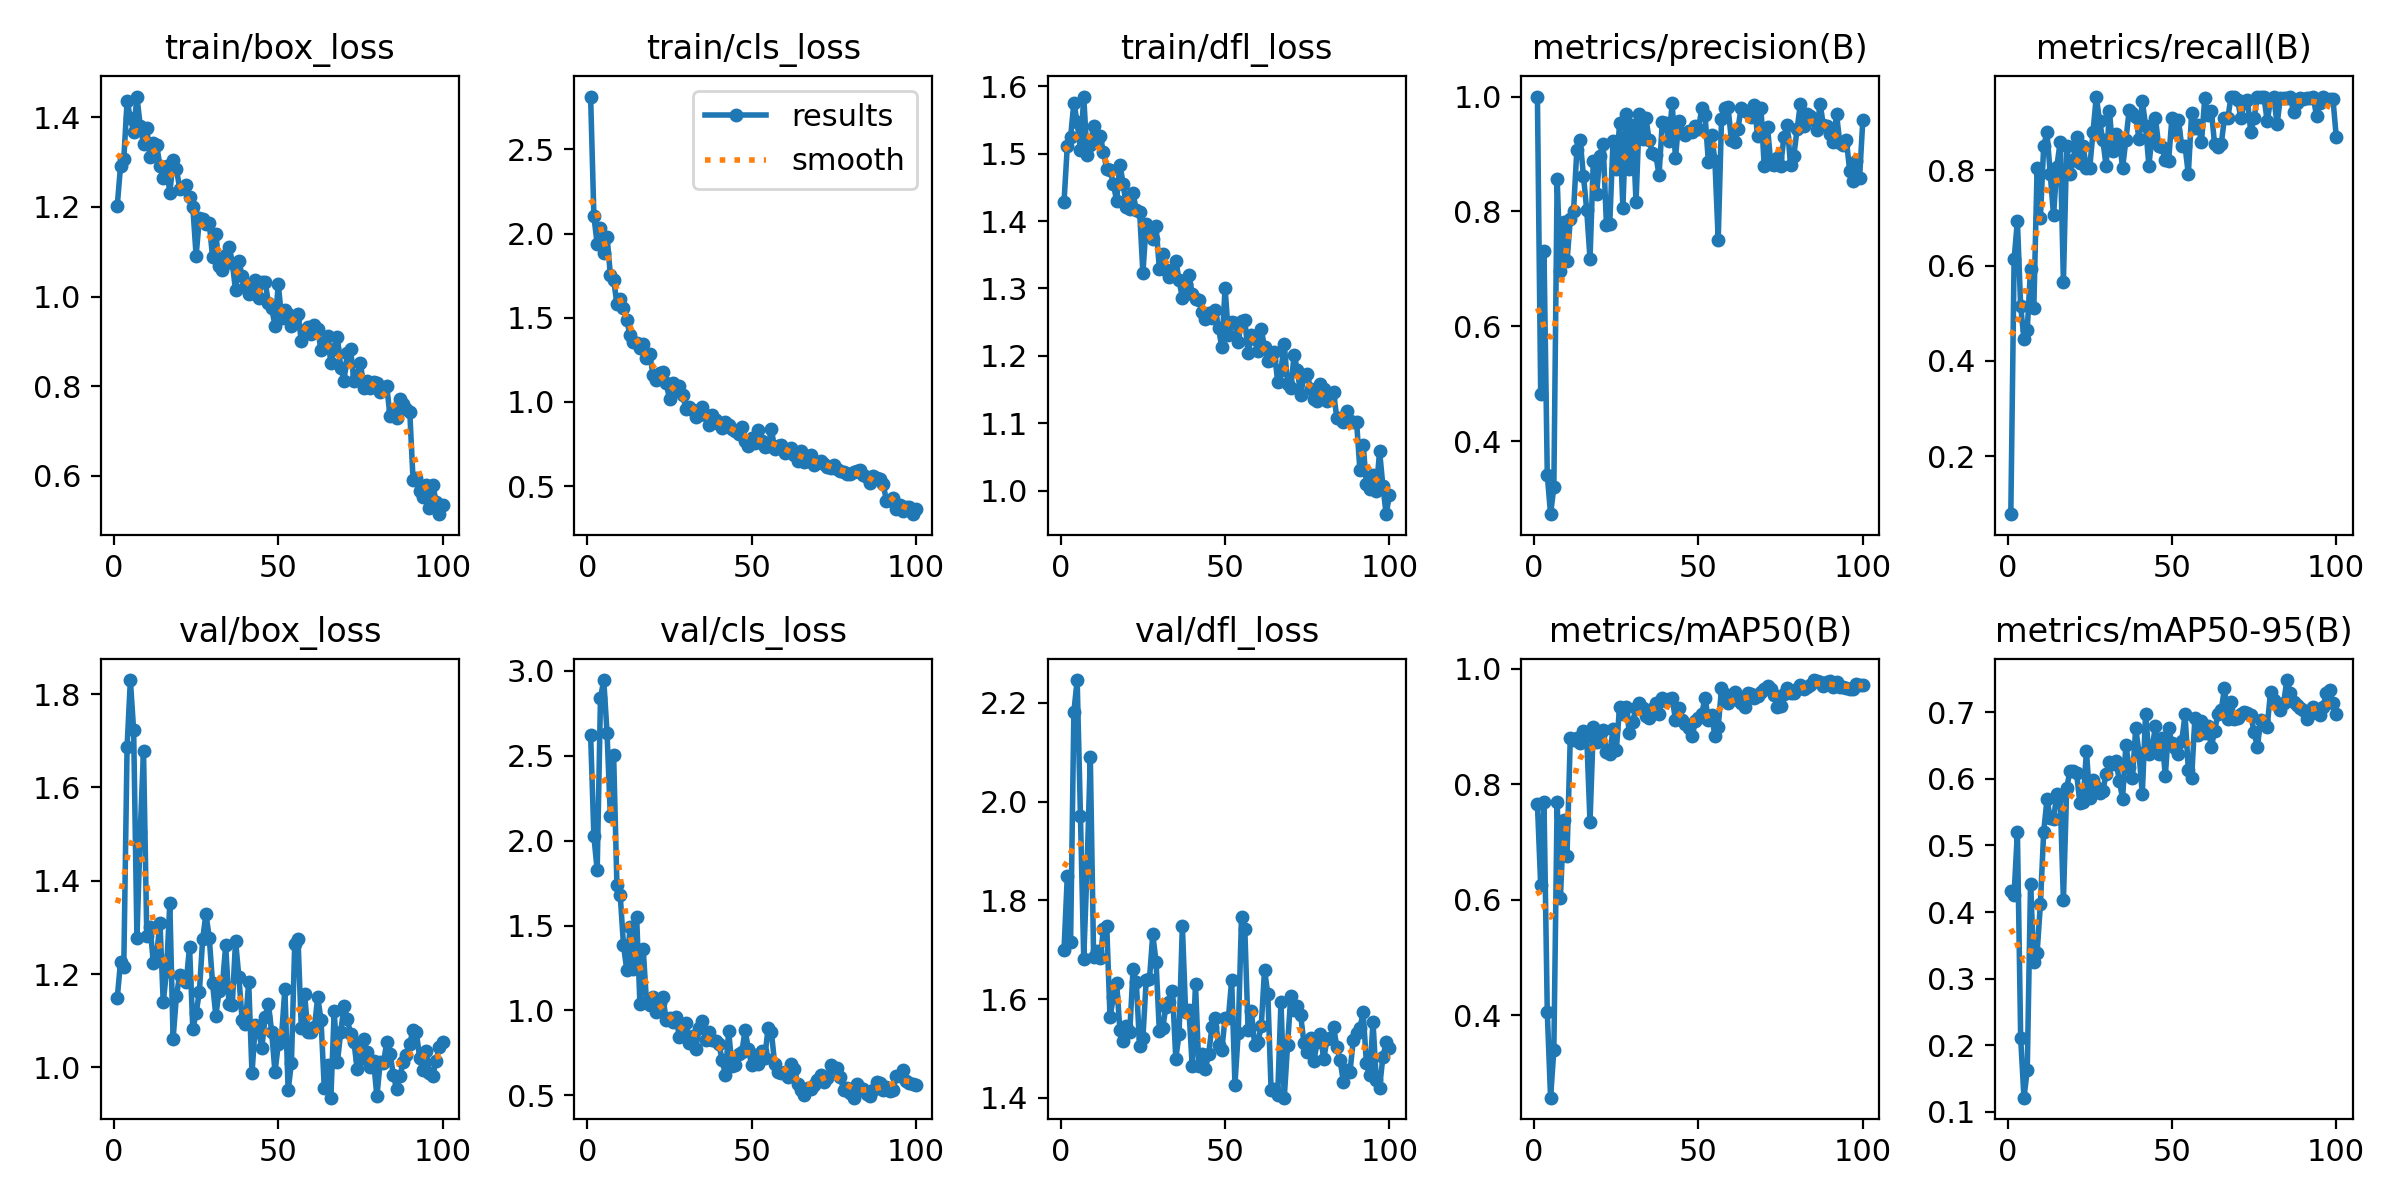 train/box_loss
1.4
1.2
1.0
0.8
0.6
0 50 100
train/cls_loss
results
smooth
2.5
2.0
1.5
1.0
0.5
0 50 100
train/dfl_loss
1.6
1.5
1.4
1.3
1.2
1.1
1.0
0 50 100
metrics/precision(B)
1.0
0.8
0.6
0.4
0 50 100
metrics/recall(B)
0.8
0.6
0.4
0.2
0 50 100
val/box_loss
1.8
1.6
1.4
1.2
1.0
0 50 100
val/cls_loss
3.0
2.5
2.0
1.5
1.0
0.5
0 50 100
val/dfl_loss
2.2
2.0
1.8
1.6
1.4
0 50 100
metrics/mAP50(B)
1.0
0.8
0.6
0.4
0 50 100
metrics/mAP50-95(B)
0.7
0.6
0.5
0.4
0.3
0.2
0.1
0 50 100